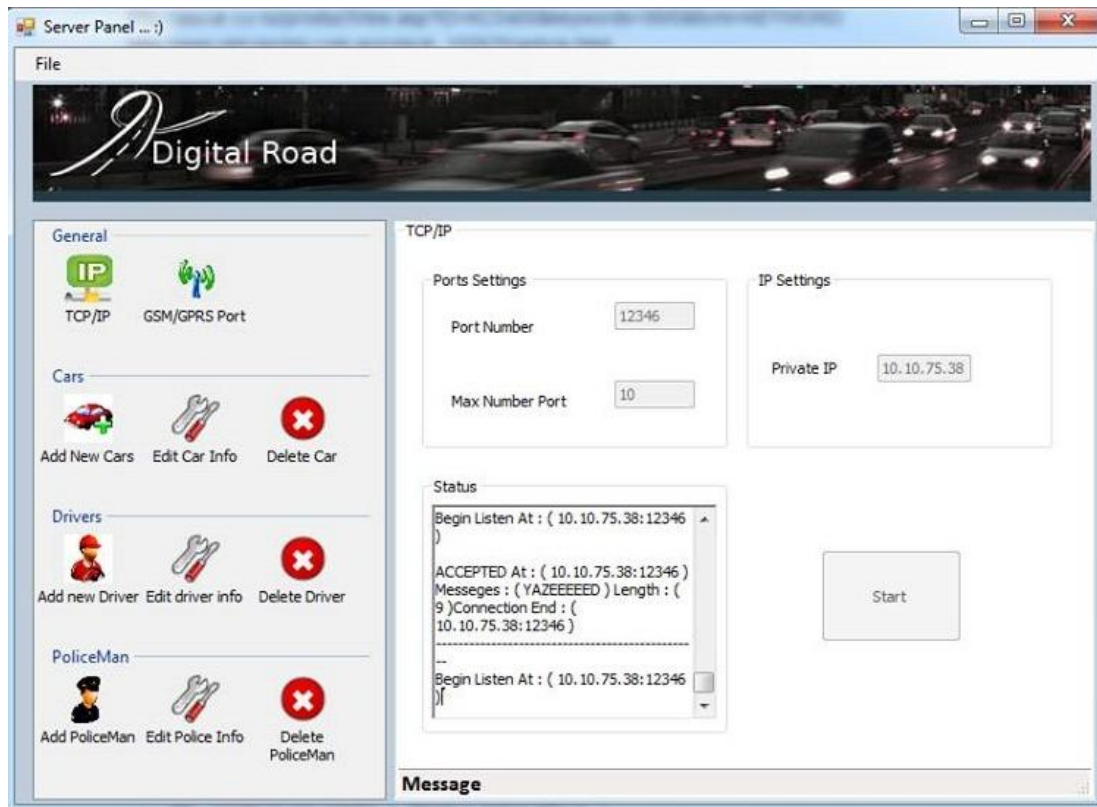 Server Panel ... :)
File
Digital Road
General
IP
TCP/IP
GSM/GPRS Port
Cars
Add New Cars
Edit Car Info
Delete Car
Drivers
Add new Driver
Edit driver info
Delete Driver
PoliceMan
Add PoliceMan
Edit Police Info
Delete
PoliceMan
TCP/IP
Ports Settings
Port Number
12346
Max Number Port
10
IP Settings
Private IP
10.10.75.38
Status
Begin Listen At : ( 10.10.75.38:12346
)
ACCEPTED At : ( 10.10.75.38:12346 )
Messeges : ( YAZEEEEED ) Length : (
9 )Connection End : (
10.10.75.38:12346 )
-----------------------------------------------
--
Begin Listen At : ( 10.10.75.38:12346
)
Start
Message